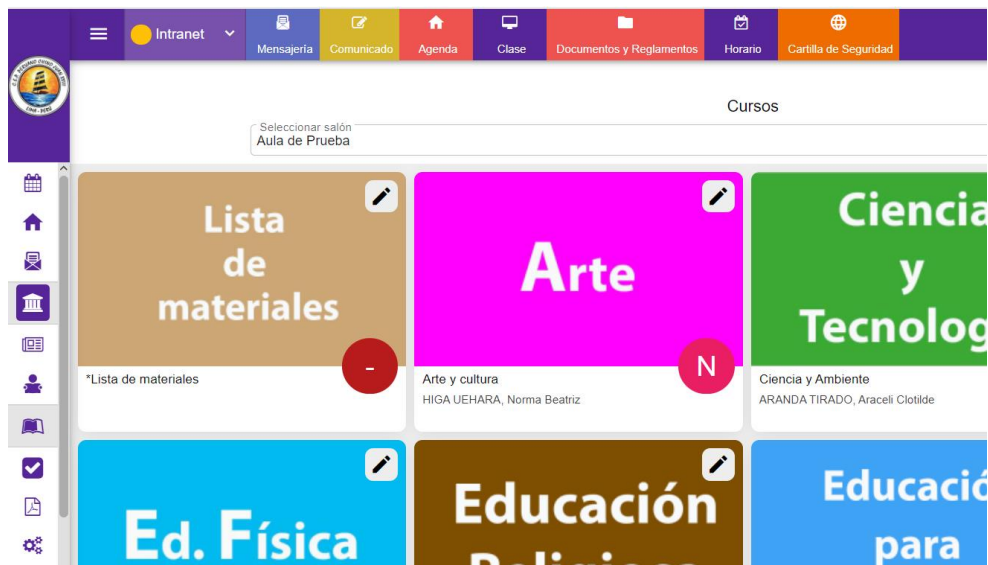 Intranet
Mensajería
Comunicado
Agenda
Clase
Documentos y Reglamentos
Horario
Cartilla de Seguridad
Cursos
Seleccionar salón
Aula de Prueba
Lista
de
materiales
-
*Lista de materiales
Arte
N
Arte y cultura
HIGA UEHARA, Norma Beatriz
Ciencia
y
Tecnolog
Ciencia y Ambiente
ARANDA TIRADO, Araceli Clotilde
Ed. Física
Educación
Religiosa
Educació
para